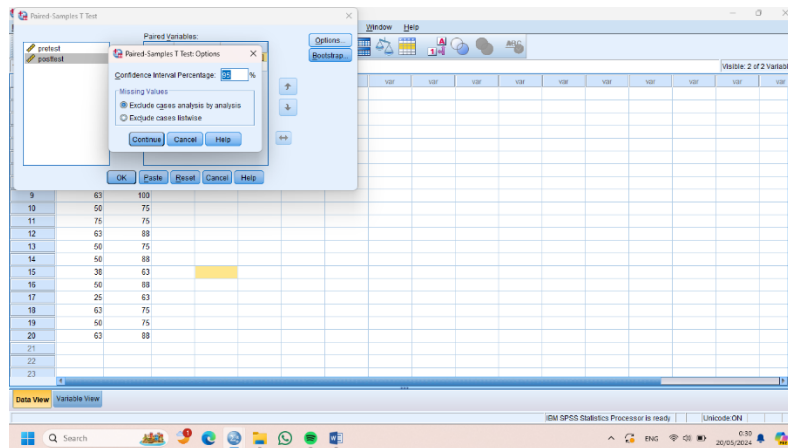 Paired-Samples T Test
Window Help
Paired Variables:
pretest
posttest
Options...
Bootstrap...
Paired-Samples T Test: Options
Confidence Interval Percentage: 95 %
Missing Values
Exclude cases analysis by analysis
Exclude cases listwise
Continue Cancel Help
OK Paste Reset Cancel Help
Visible: 2 of 2 Variabl
var var var var var var var var var var
9 63 100
10 50 75
11 75 75
12 63 88
13 50 75
14 50 88
15 38 63
16 50 88
17 25 63
18 63 75
19 50 75
20 63 88
21
22
23
Data View Variable View
IBM SPSS Statistics Processor is ready Unicode:ON
Search
ENG
0:30
20/05/2024